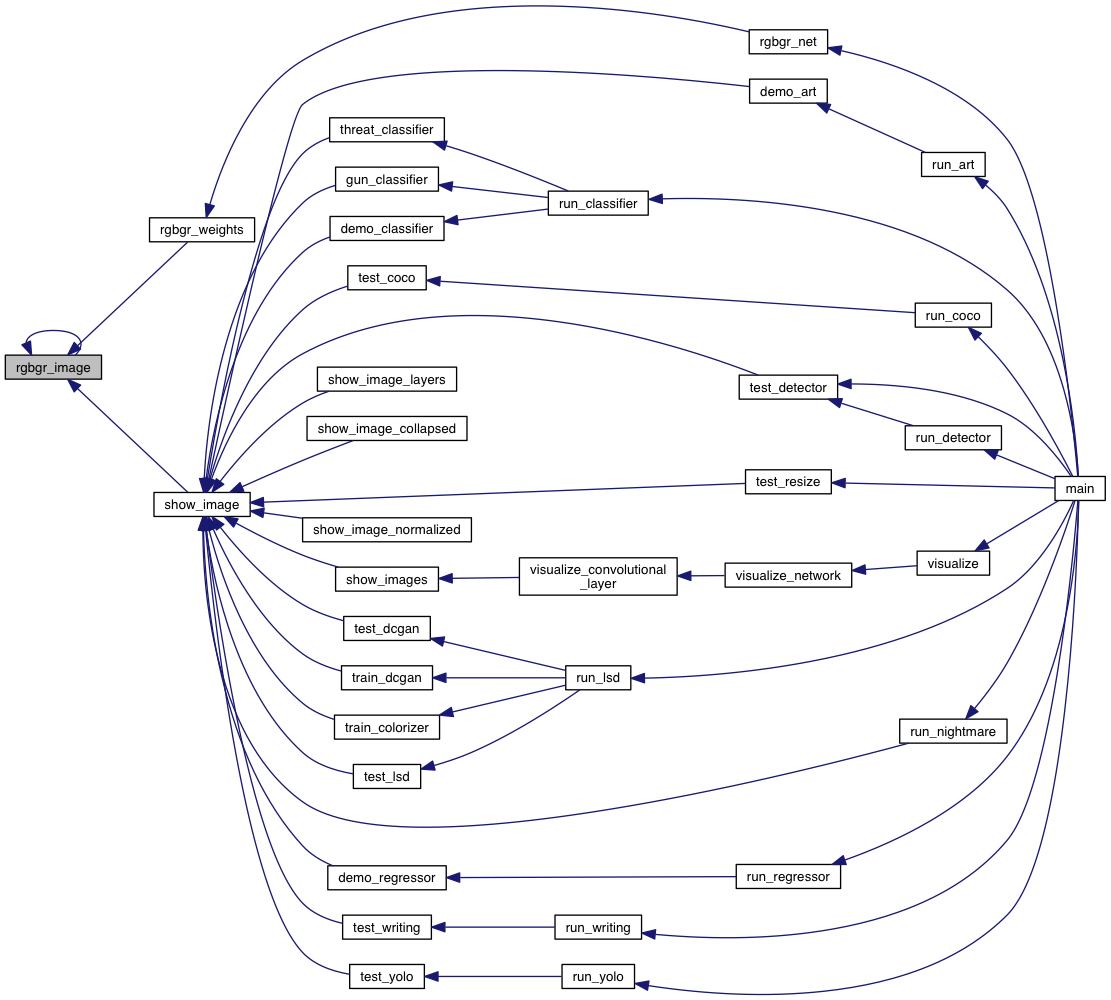 rgbgr_net
demo_art
threat_classifier
run_art
gun_classifier
run_classifier
rgbgr_weights
demo_classifier
test_coco
run_coco
rgbgr_image
show_image_layers
test_detector
show_image_collapsed
run_detector
test_resize
main
show_image
show_image_normalized
visualize
visualize_convolutional
_layer
visualize_network
show_images
test_dcgan
train_dcgan
run_lsd
train_colorizer
run_nightmare
test_lsd
demo_regressor
run_regressor
test_writing
run_writing
test_yolo
run_yolo